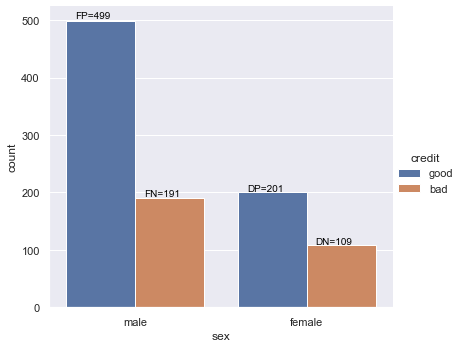 500
400
300
200
100
0
count
FP=499
FN=191
DP=201
DN=109
male
female
sex
credit
good
bad